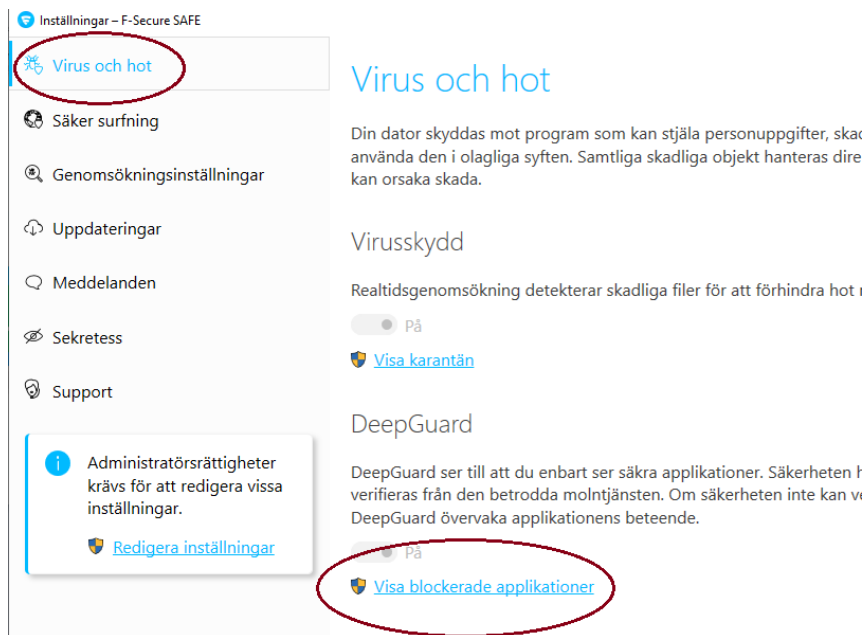 Inställningar – F-Secure SAFE
Virus och hot
Säker surfning
Genomsökningsinställningar
Uppdateringar
Meddelanden
Sekretess
Support
Administratörsrättigheter
krävs för att redigera vissa
inställningar.
Redigera inställningar
Virus och hot
Din dator skyddas mot program som kan stjäla personuppgifter,
använda den i olagliga syften. Samtliga skadliga objekt hanteras
kan orsaka skada.
Virusskydd
Realtidsgenomsökning detekterar skadliga filer för att förhindra hot
På
Visa karantän
DeepGuard
DeepGuard ser till att du enbart ser säkra applikationer. Säkerheten
verifieras från den betrodda molntjänsten. Om säkerheten inte kan
DeepGuard övervaka applikationens beteende.
På
Visa blockerade applikationer